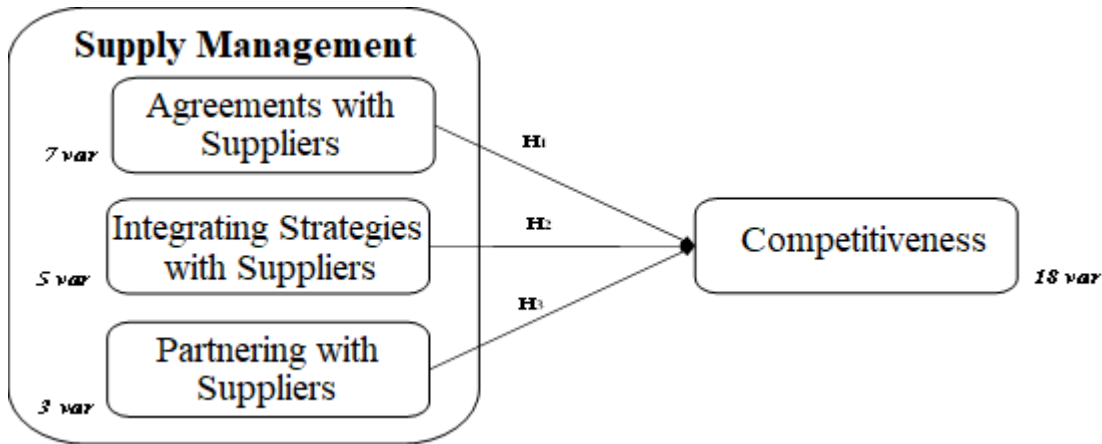 Supply Management
Agreements with
Suppliers
7 var
H1
Integrating Strategies
with Suppliers
5 var
H2
Competitiveness
18 var
H3
Partnering with
Suppliers
3 var